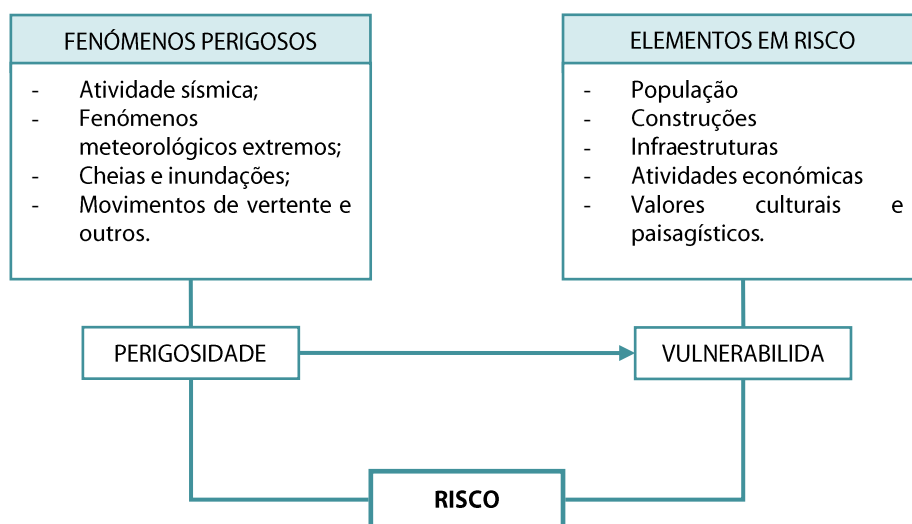 FENÓMENOS PERIGOSOS
- Atividade sísmica;
- Fenómenos
meteorológicos extremos;
- Cheias e inundações;
- Movimentos de vertente e
outros.
ELEMENTOS EM RISCO
- População
- Construções
- Infraestruturas
- Atividades económicas
- Valores culturais e
paisagísticos.
PERIGOSIDADE
VULNERABILIDA
RISCO